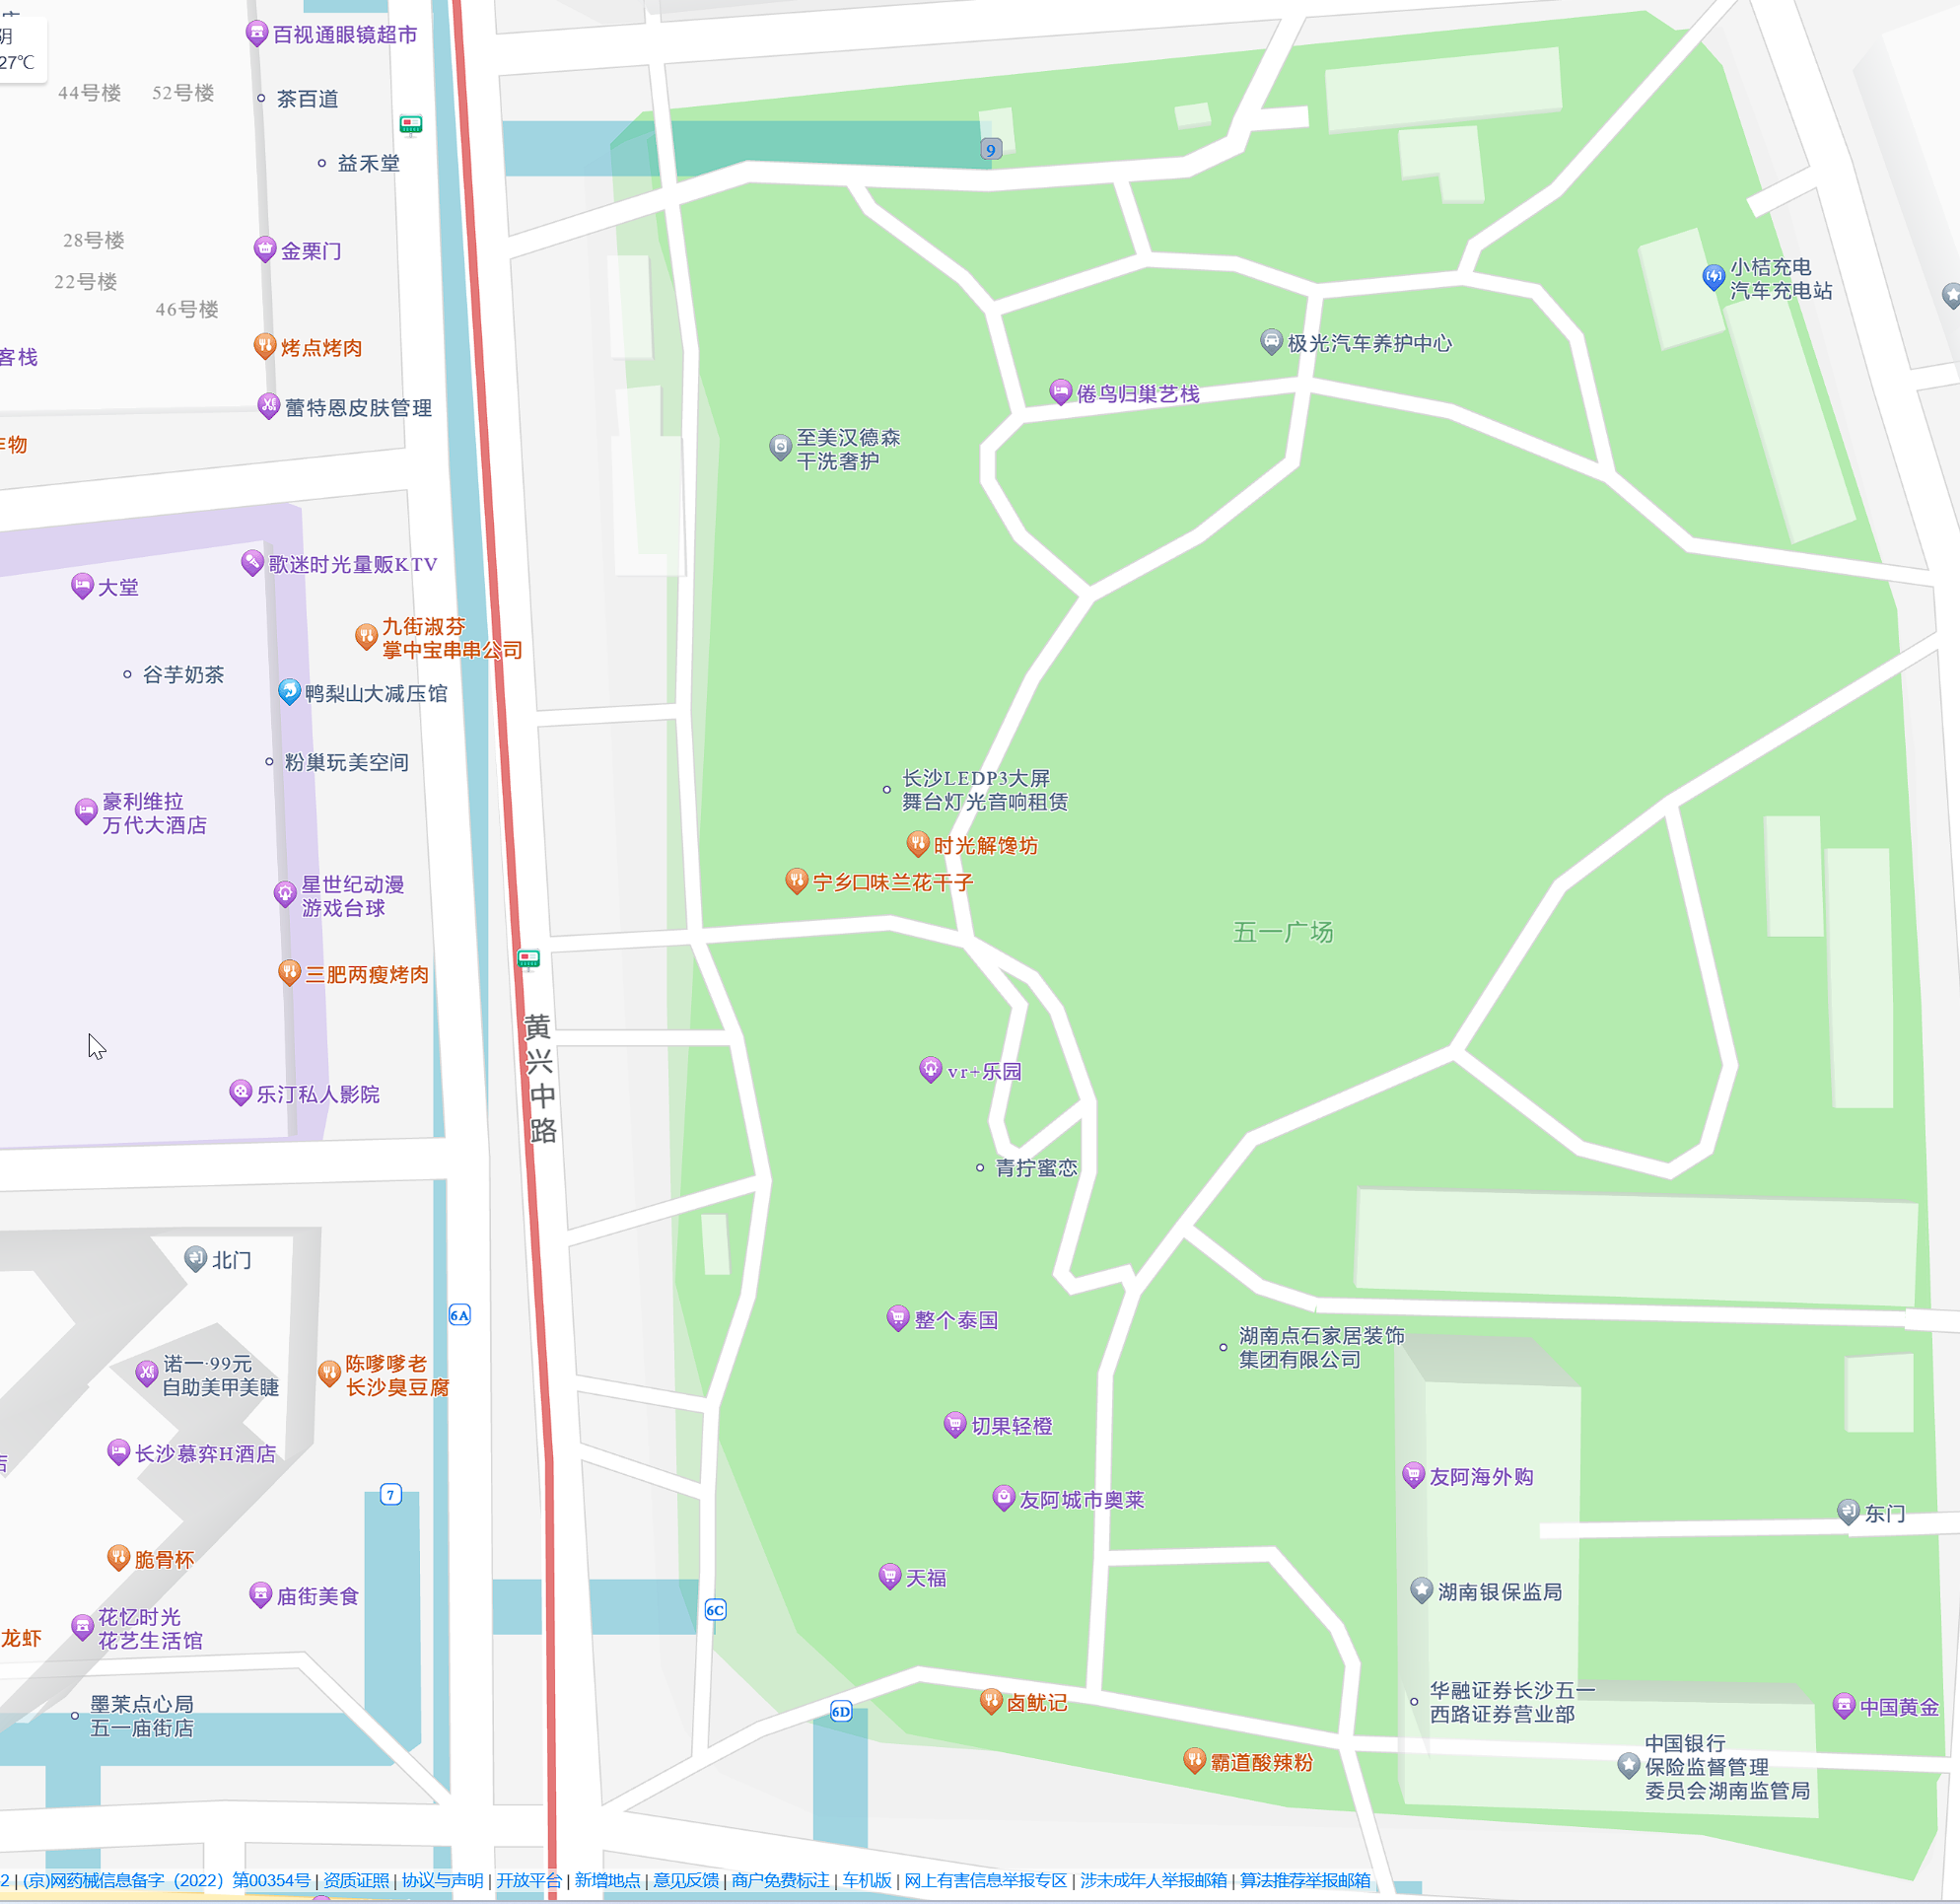 阴
27℃
百视通眼镜超市
44号楼
52号楼
茶百道
益禾堂
9
28号楼
金栗门
22号楼
46号楼
小桔充电
汽车充电站
客栈
烤点烤肉
极光汽车养护中心
蕾特恩皮肤管理
倦鸟归巢艺栈
至美汉德森
干洗奢护
物
歌迷时光量贩KTV
大堂
九街淑芬
掌中宝串串公司
谷芋奶茶
鸭梨山大减压馆
粉巢玩美空间
豪利维拉
万代大酒店
长沙LEDP3大屏
舞台灯光音响租赁
时光解馋坊
宁乡口味兰花干子
星世纪动漫
游戏台球
五一广场
三肥两瘦烤肉
黄兴中路
vr+乐园
乐汀私人影院
青拧蜜恋
北门
6A
整个泰国
湖南点石家居装饰
集团有限公司
诺一·99元
自助美甲美睫
陈嗲嗲老
长沙臭豆腐
切果轻橙
长沙慕弈H酒店
店
友阿海外购
7
友阿城市奥莱
东门
脆骨杯
天福
湖南银保监局
庙街美食
6C
花忆时光
花艺生活馆
龙虾
墨茉点心局
五一庙街店
6D
卤鱿记
华融证券长沙五一
西路证券营业部
中国黄金
霸道酸辣粉
中国银行
保险监督管理
委员会湖南监管局
2 | (京)网药械信息备字（2022）第00354号 | 资质证照 | 协议与声明 | 开放平台 | 新增地点 | 意见反馈 | 商户免费标注 | 车机版 | 网上有害信息举报专区 | 涉未成年人举报邮箱 | 算法推荐举报邮箱